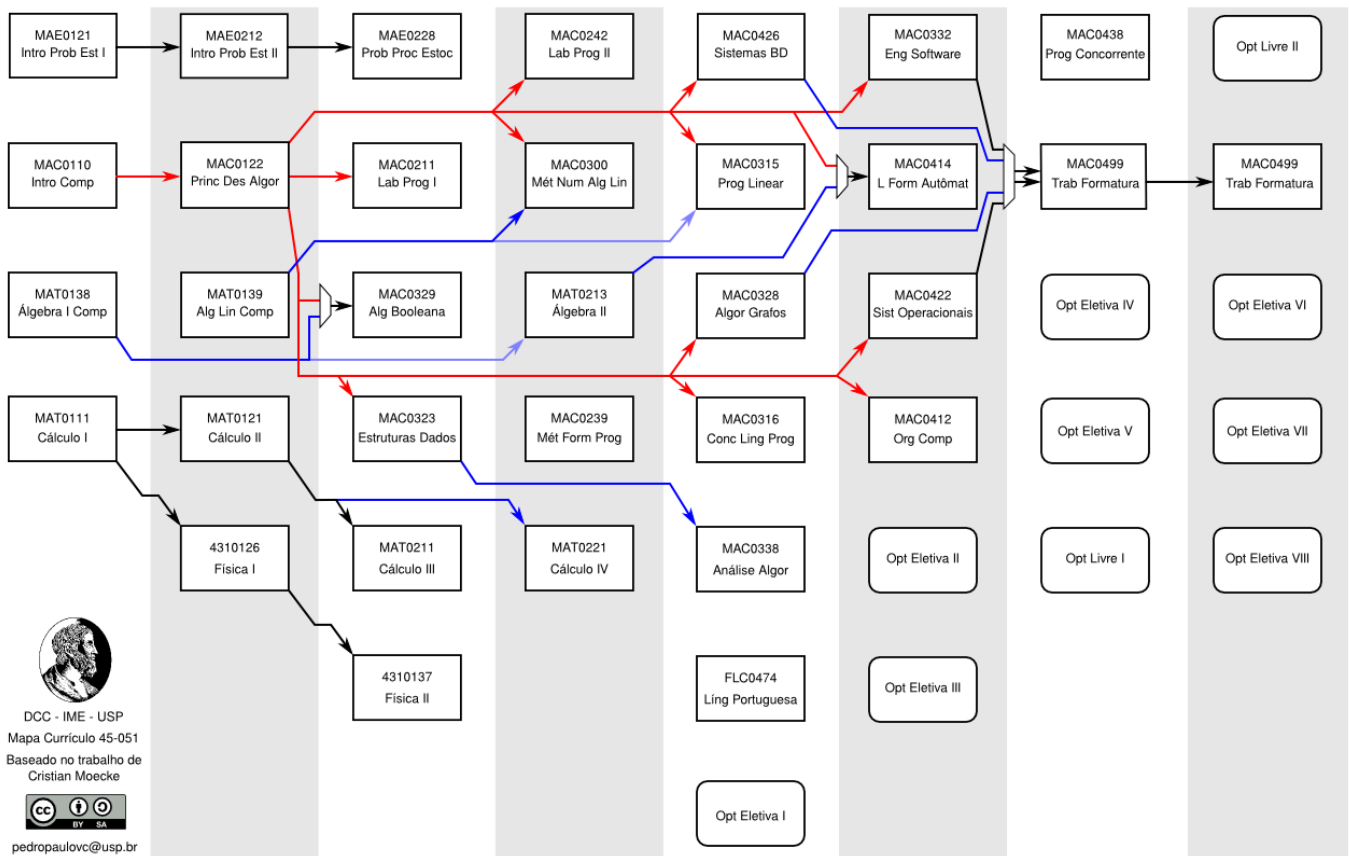 MAE0121
Intro Prob Est I
MAE0212
Intro Prob Est II
MAE0228
Prob Proc Estoc
MAC0242
Lab Prog II
MAC0426
Sistemas BD
MAC0332
Eng Software
MAC0438
Prog Concorrente
Opt Livre II
MAC0110
Intro Comp
MAC0122
Princ Des Algor
MAC0211
Lab Prog I
MAC0300
Mét Num Alg Lin
MAC0315
Prog Linear
MAC0414
L Form Autômat
MAC0499
Trab Formatura
MAC0499
Trab Formatura
MAT0138
Álgebra I Comp
MAT0139
Alg Lin Comp
MAC0329
Alg Booleana
MAT0213
Álgebra II
MAC0328
Algor Grafos
MAC0422
Sist Operacionais
Opt Eletiva IV
Opt Eletiva VI
MAT0111
Cálculo I
MAT0121
Cálculo II
MAC0323
Estruturas Dados
MAC0239
Mét Form Prog
MAC0316
Conc Ling Prog
MAC0412
Org Comp
Opt Eletiva V
Opt Eletiva VII
4310126
Física I
MAT0211
Cálculo III
MAT0221
Cálculo IV
MAC0338
Análise Algor
Opt Eletiva II
Opt Livre I
Opt Eletiva VIII
4310137
Física II
FLC0474
Líng Portuguesa
Opt Eletiva III
Opt Eletiva I
DCC - IME - USP
Mapa Currículo 45-051
Baseado no trabalho de
Cristian Moecke
cc
BY SA
pedropaulovc@usp.br